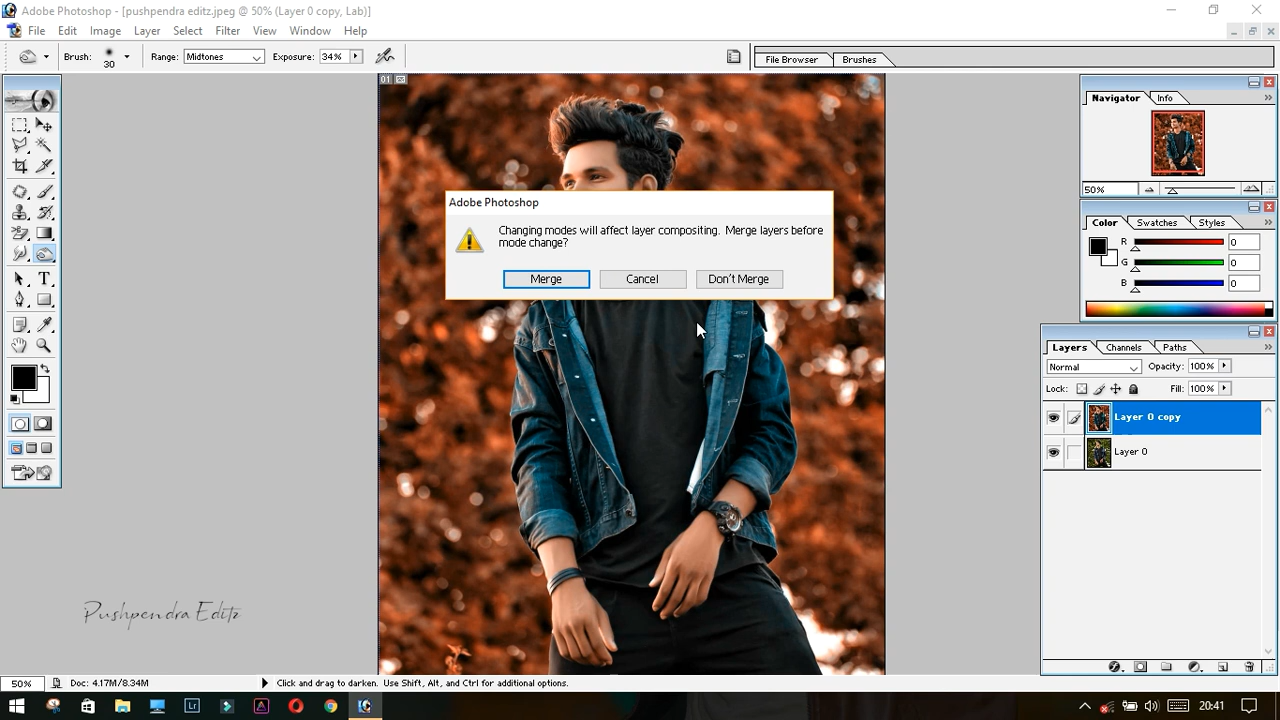 Adobe Photoshop - [pushpendra editz.jpeg @ 50% (Layer 0 copy, Lab)]
File Edit Image Layer Select Filter View Window Help
Brush: 30 Range: Midtones Exposure: 34% File Browser Brushes
01
Navigator Info
50%
Adobe Photoshop
Changing modes will affect layer compositing. Merge layers before
mode change?
Merge Cancel Don't Merge
Color Swatches Styles
R 0
G 0
B 0
Layers Channels Paths
Normal Opacity: 100%
Lock: Fill: 100%
Layer 0 copy
Layer 0
Pushpendra Editz
50% Doc: 4.17M/8.34M Click and drag to darken. Use Shift, Alt, and Ctrl for additional options.
20:41